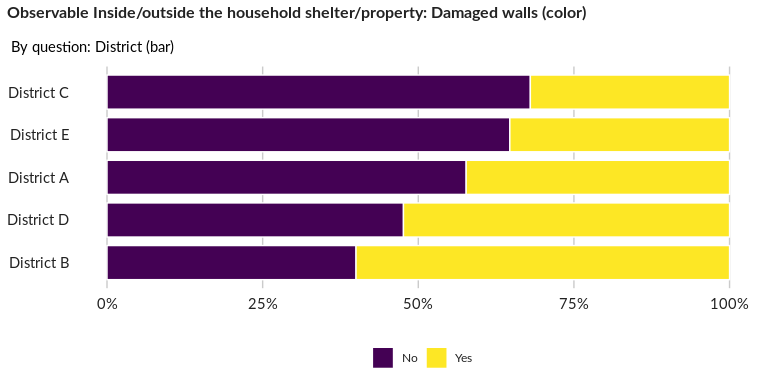 Observable Inside/outside the household shelter/property: Damaged walls (color)
By question: District (bar)
District C
District E
District A
District D
District B
0% 25% 50% 75% 100%
No Yes